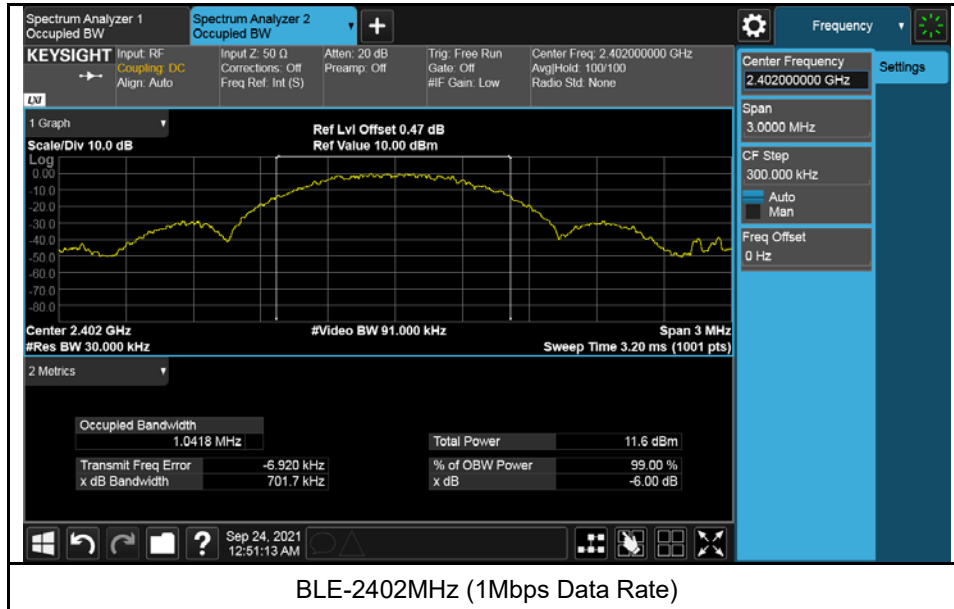 Spectrum Analyzer 1
Occupied BW
Spectrum Analyzer 2
Occupied BW
Frequency
KEYSIGHT
LXI
Input: RF
Coupling: DC
Align: Auto
Input Z: 50 Ω
Corrections: Off
Freq Ref: Int (S)
Atten: 20 dB
Preamp: Off
Trig: Free Run
Gate: Off
#IF Gain: Low
Center Freq: 2.402000000 GHz
Avg|Hold: 100/100
Radio Std: None
Center Frequency
2.402000000 GHz
Settings
Span
3.0000 MHz
CF Step
300.000 kHz
Auto
Man
Freq Offset
0 Hz
1 Graph
Scale/Div 10.0 dB
Ref Lvl Offset 0.47 dB
Ref Value 10.00 dBm
Log
0.00
-10.0
-20.0
-30.0
-40.0
-50.0
-60.0
-70.0
-80.0
Center 2.402 GHz
#Video BW 91.000 kHz
Span 3 MHz
#Res BW 30.000 kHz
Sweep Time 3.20 ms (1001 pts)
2 Metrics
Occupied Bandwidth
1.0418 MHz
Total Power 11.6 dBm
Transmit Freq Error -6.920 kHz
% of OBW Power 99.00 %
x dB Bandwidth 701.7 kHz
x dB -6.00 dB
?
Sep 24, 2021
12:51:13 AM
BLE-2402MHz (1Mbps Data Rate)